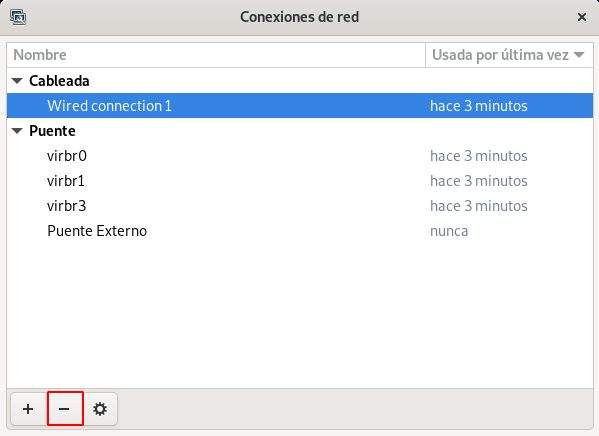 Conexiones de red
Nombre Usada por última vez
Cableada
Wired connection 1 hace 3 minutos
Puente
virbr0 hace 3 minutos
virbr1 hace 3 minutos
virbr3 hace 3 minutos
Puente Externo nunca